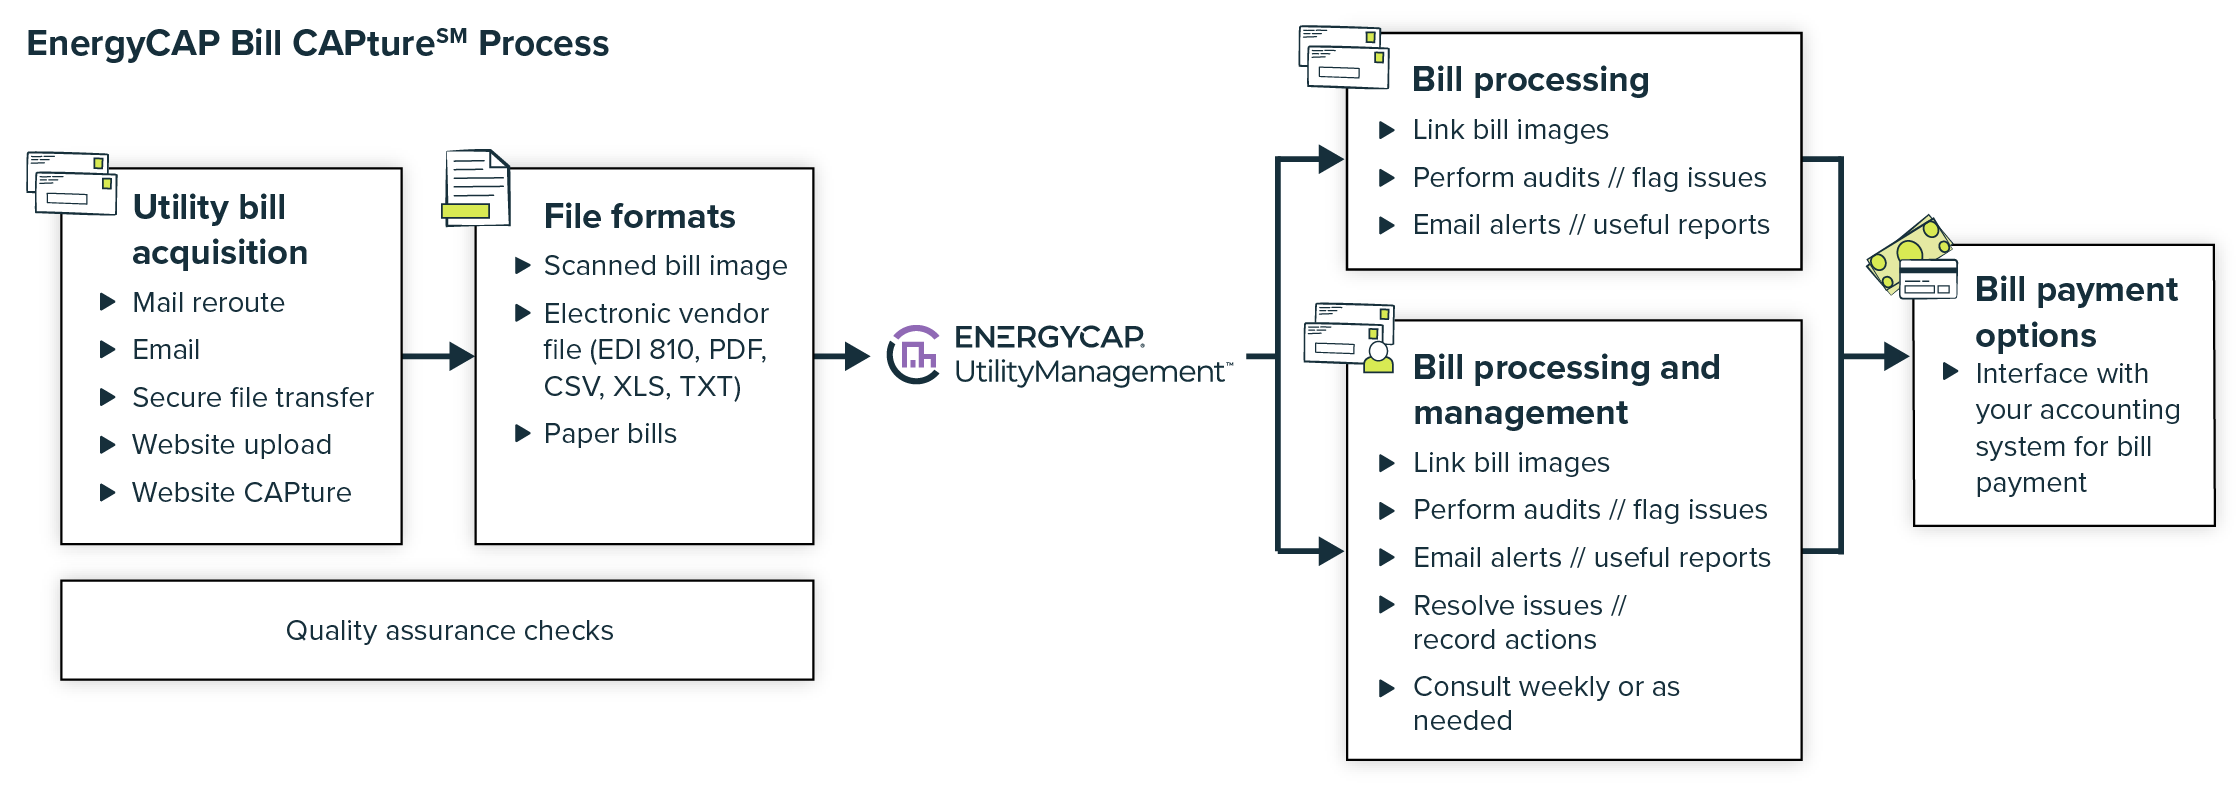 EnergyCAP Bill CAPture℠ Process
Utility bill
acquisition
Mail reroute
Email
Secure file transfer
Website upload
Website CAPture
File formats
Scanned bill image
Electronic vendor
file (EDI 810, PDF,
CSV, XLS, TXT)
Paper bills
Quality assurance checks
ENERGYCAP®
UtilityManagement™
Bill processing
Link bill images
Perform audits // flag issues
Email alerts // useful reports
Bill processing and
management
Link bill images
Perform audits // flag issues
Email alerts // useful reports
Resolve issues //
record actions
Consult weekly or as
needed
Bill payment
options
Interface with
your accounting
system for bill
payment